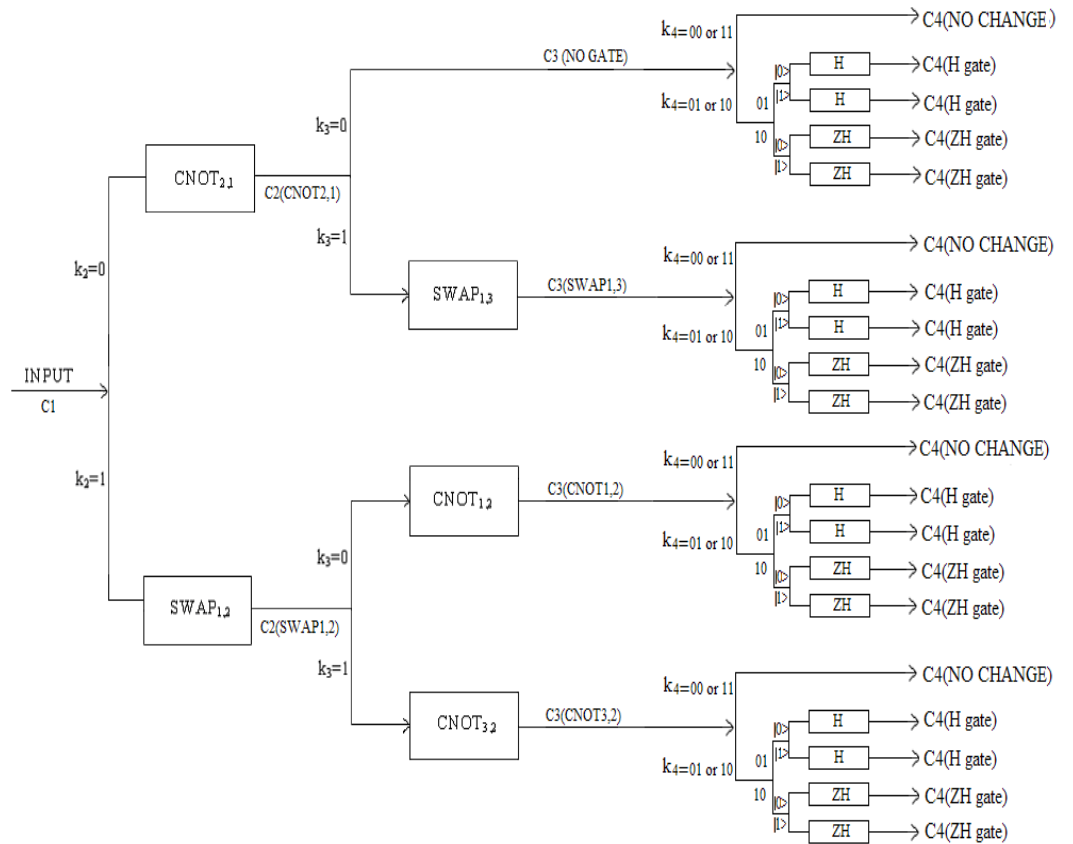 C4(NO CHANGE)
k4=00 or 11
C3 (NO GATE)
|0> H C4(H gate)
k4=01 or 10
01 |1> H C4(H gate)
k3=0
10 |0> ZH C4(ZH gate)
CNOT2,1
|1> ZH C4(ZH gate)
C2(CNOT2,1)
k3=1
C4(NO CHANGE)
k4=00 or 11
k2=0
SWAP1,3
C3(SWAP1,3)
|0> H C4(H gate)
k4=01 or 10
01 |1> H C4(H gate)
10 |0> ZH C4(ZH gate)
INPUT
|1> ZH C4(ZH gate)
C1
C4(NO CHANGE)
k4=00 or 11
k2=1
CNOT1,2
C3(CNOT1,2)
|0> H C4(H gate)
k4=01 or 10
01 |1> H C4(H gate)
k3=0
10 |0> ZH C4(ZH gate)
SWAP1,2
|1> ZH C4(ZH gate)
C2(SWAP1,2)
k3=1
C4(NO CHANGE)
k4=00 or 11
CNOT3,2
C3(CNOT3,2)
|0> H C4(H gate)
k4=01 or 10
01 |1> H C4(H gate)
10 |0> ZH C4(ZH gate)
|1> ZH C4(ZH gate)